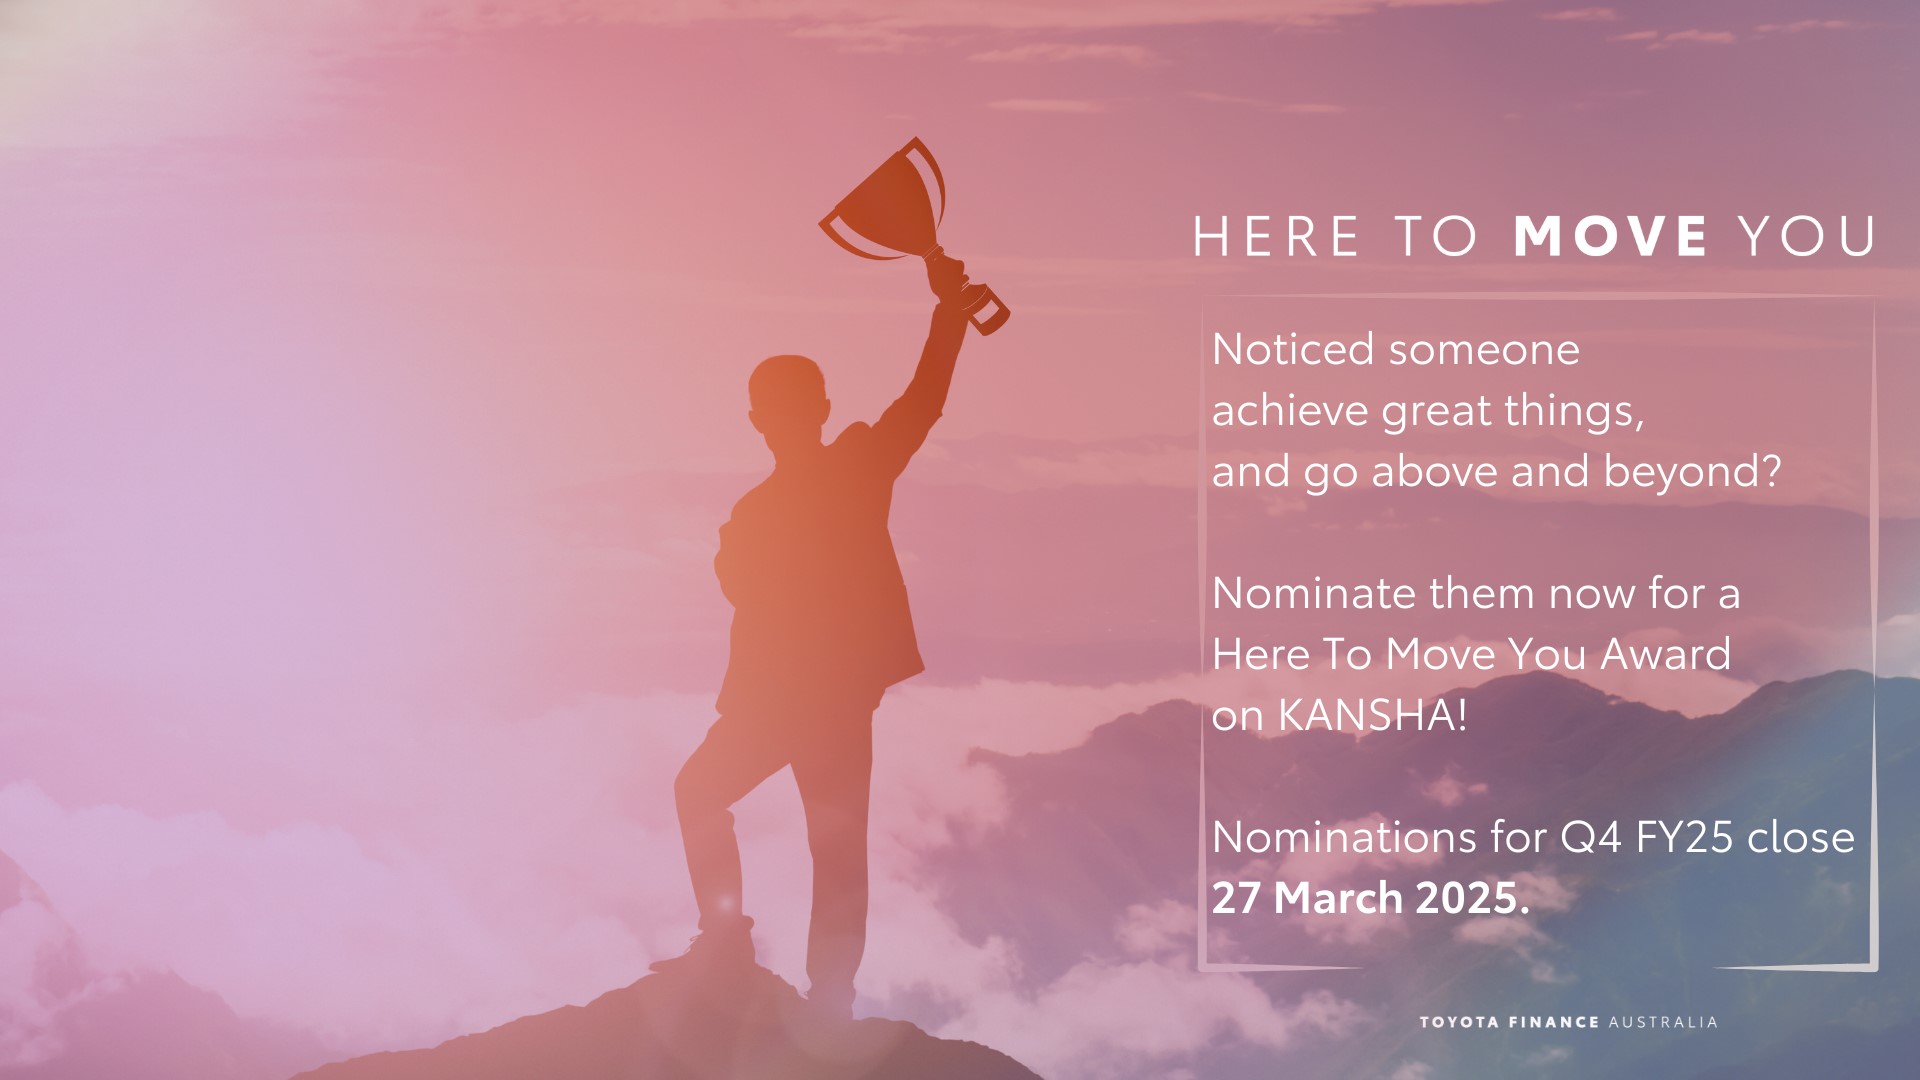 HERE TO MOVE YOU
Noticed someone
achieve great things,
and go above and beyond?
Nominate them now for a
Here To Move You Award
on KANSHA!
Nominations for Q4 FY25 close
27 March 2025.
TOYOTA FINANCE AUSTRALIA